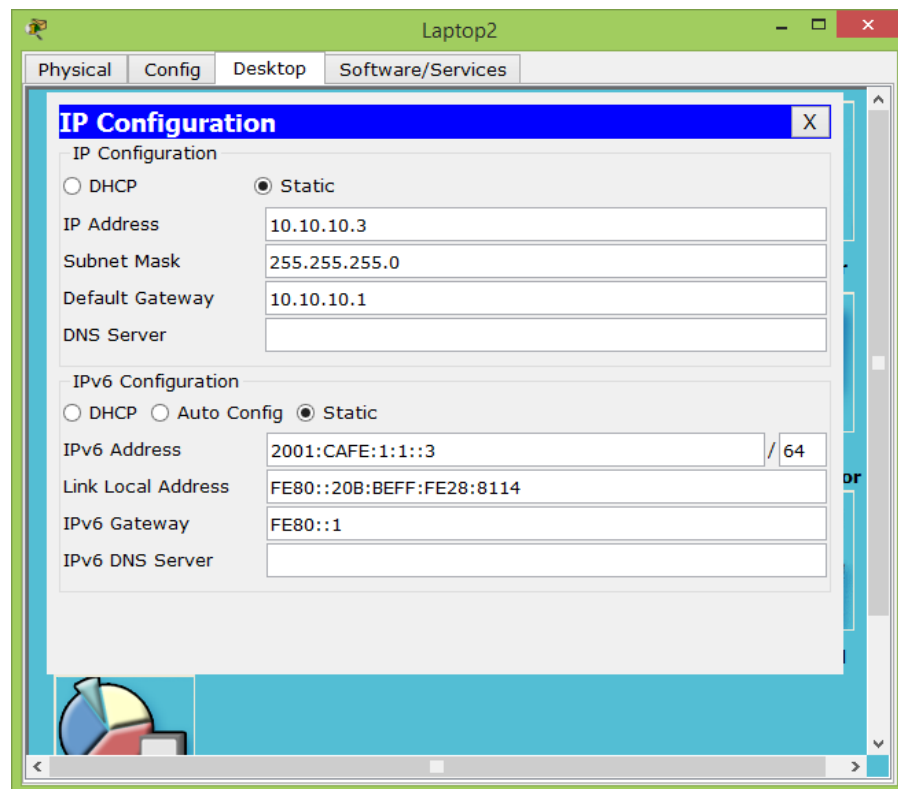 Laptop2
Physical Config Desktop Software/Services
IP Configuration X
IP Configuration
DHCP Static
IP Address 10.10.10.3
Subnet Mask 255.255.255.0
Default Gateway 10.10.10.1
DNS Server
IPv6 Configuration
DHCP Auto Config Static
IPv6 Address 2001:CAFE:1:1::3 / 64
Link Local Address FE80::20B:BEFF:FE28:8114
or
IPv6 Gateway FE80::1
IPv6 DNS Server